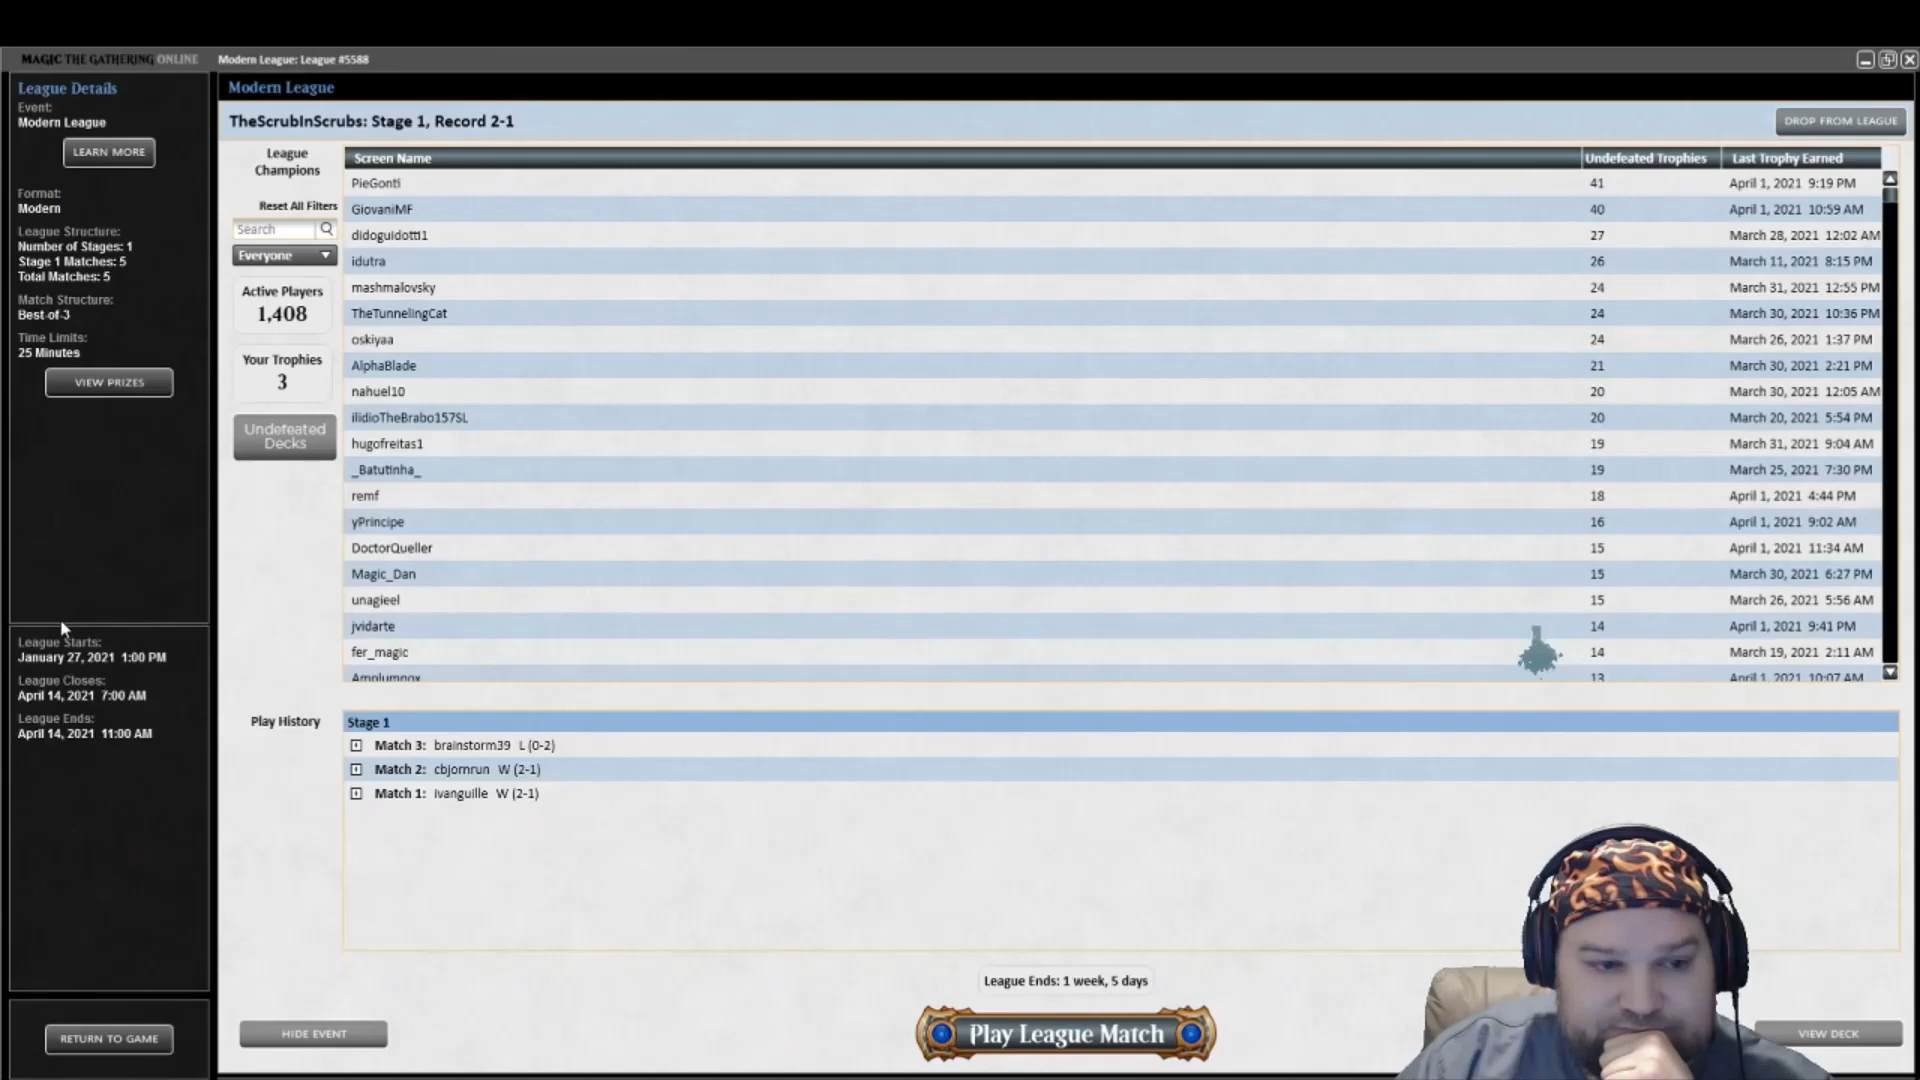 MAGIC THE GATHERING ONLINE
Modern League: League #5588
League Details
Event:
Modern League
LEARN MORE
Format:
Modern
League Structure:
Number of Stages: 1
Stage 1 Matches: 5
Total Matches: 5
Match Structure:
Best-of-3
Time Limits:
25 Minutes
VIEW PRIZES
League Starts:
January 27, 2021 1:00 PM
League Closes:
April 14, 2021 7:00 AM
League Ends:
April 14, 2021 11:00 AM
RETURN TO GAME
Modern League
TheScrubInScrubs: Stage 1, Record 2-1
DROP FROM LEAGUE
League
Champions
Reset All Filters
Search
Everyone
Active Players
1,408
Your Trophies
3
Undefeated
Decks
Screen Name Undefeated Trophies Last Trophy Earned
PieGonti 41 April 1, 2021 9:19 PM
GiovaniMF 40 April 1, 2021 10:59 AM
didoguidotti1 27 March 28, 2021 12:02 AM
idutra 26 March 11, 2021 8:15 PM
mashmalovsky 24 March 31, 2021 12:55 PM
TheTunnelingCat 24 March 30, 2021 10:36 PM
oskiyaa 24 March 26, 2021 1:37 PM
AlphaBlade 21 March 30, 2021 2:21 PM
nahuel10 20 March 30, 2021 12:05 AM
ilidioTheBrabo157SL 20 March 20, 2021 5:54 PM
hugofreitas1 19 March 31, 2021 9:04 AM
_Batutinha_ 19 March 25, 2021 7:30 PM
remf 18 April 1, 2021 4:44 PM
yPrincipe 16 April 1, 2021 9:02 AM
DoctorQueller 15 April 1, 2021 11:34 AM
Magic_Dan 15 March 30, 2021 6:27 PM
unagieel 15 March 26, 2021 5:56 AM
jvidarte 14 April 1, 2021 9:41 PM
fer_magic 14 March 19, 2021 2:11 AM
13 April 1, 2021 10:07 AM
Play History
Stage 1
Match 3: brainstorm39 L (0-2)
Match 2: cbjornrun W (2-1)
Match 1: ivanguille W (2-1)
League Ends: 1 week, 5 days
HIDE EVENT
Play League Match
VIEW DECK